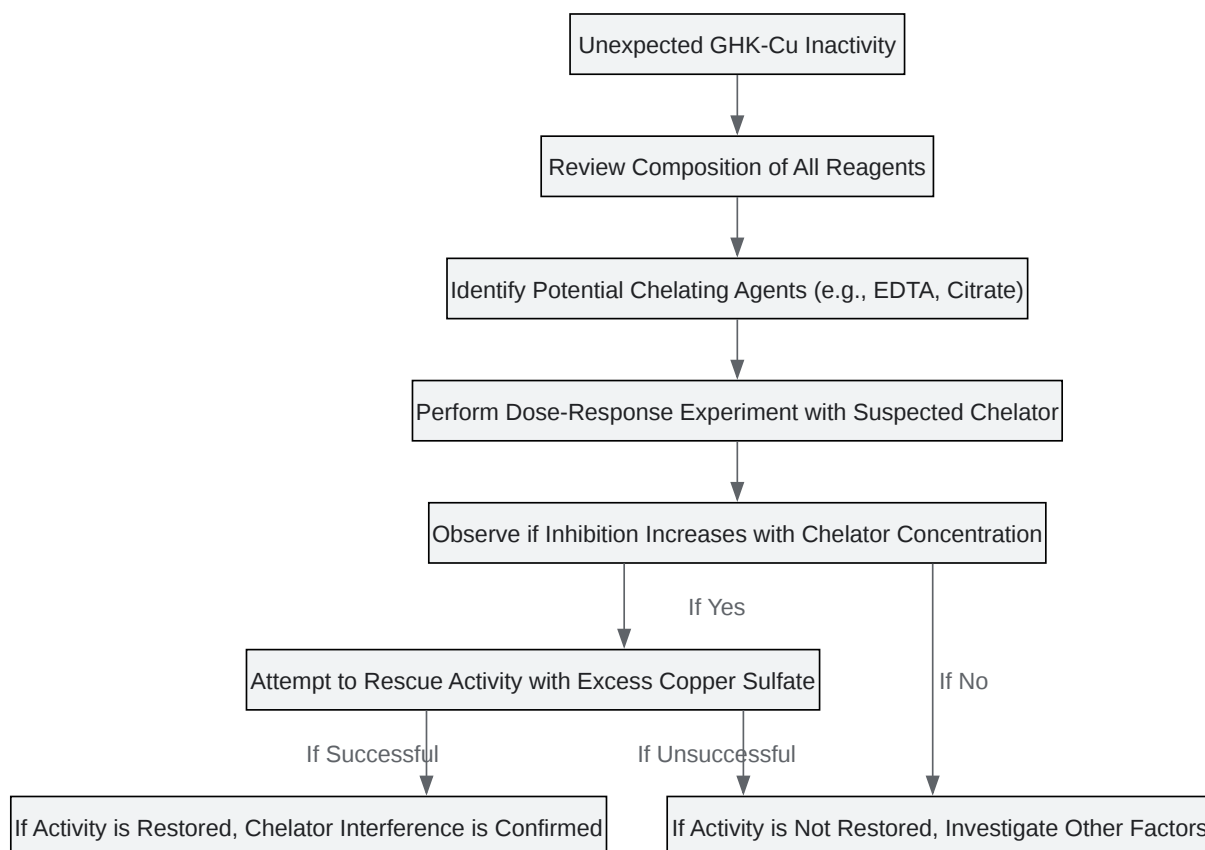 Unexpected GHK-Cu Inactivity
Review Composition of All Reagents
Identify Potential Chelating Agents (e.g., EDTA, Citrate)
Perform Dose-Response Experiment with Suspected Chelator
Observe if Inhibition Increases with Chelator Concentration
If Yes
Attempt to Rescue Activity with Excess Copper Sulfate
If No
If Successful
If Unsuccessful
If Activity is Restored, Chelator Interference is Confirmed
If Activity is Not Restored, Investigate Other Factors